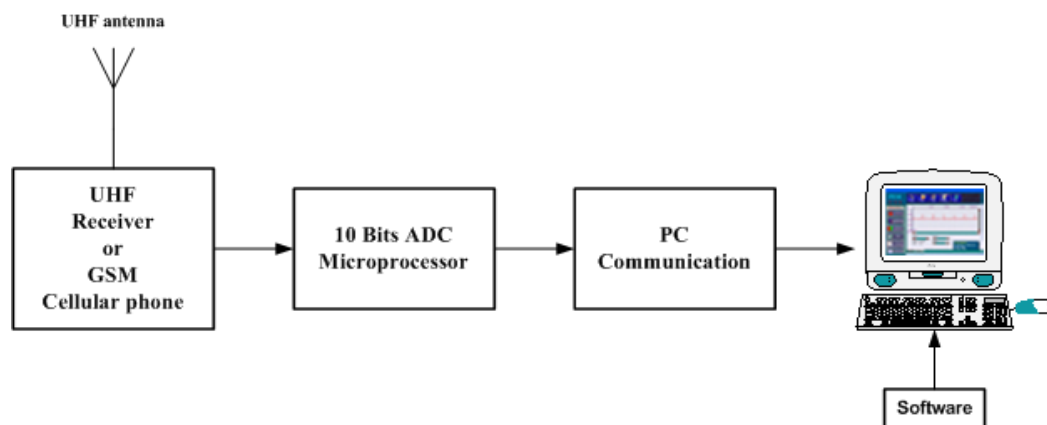 UHF antenna
UHF
Receiver
or
GSM
Cellular phone
10 Bits ADC
Microprocessor
PC
Communication
Software